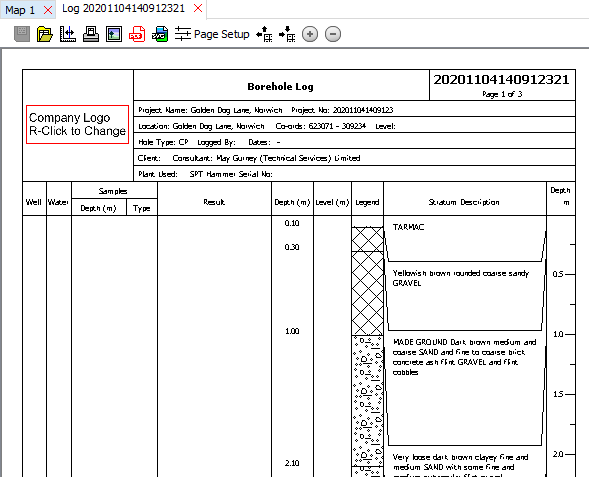 Map 1
Log 20201104140912321
Page Setup
Borehole Log
20201104140912321
Page 1 of 3
Company Logo
R-Click to Change
Project Name: Golden Dog Lane, Norwich Project No: 202011041409123
Location: Golden Dog Lane, Norwich Co-ords: 623071 - 309234 Level:
Hole Type: CP Logged By: Dates: -
Client: Consultant: May Gurney (Technical Services) Limited
Plant Used: SPT Hammer Serial No:
Well Water Samples Result Depth (m) Level (m) Legend Stratum Description Depth m
Depth (m) Type
0.10
TARMAC
0.30
Yellowish brown rounded coarse sandy
GRAVEL
0.5
1.00
1.0
MADE GROUND Dark brown medium and
coarse SAND and fine to coarse brick
concrete ash flint GRAVEL and flint
cobbles
1.5
2.10
Very loose dark brown clayey fine and
2.0
medium SAND with some fine and